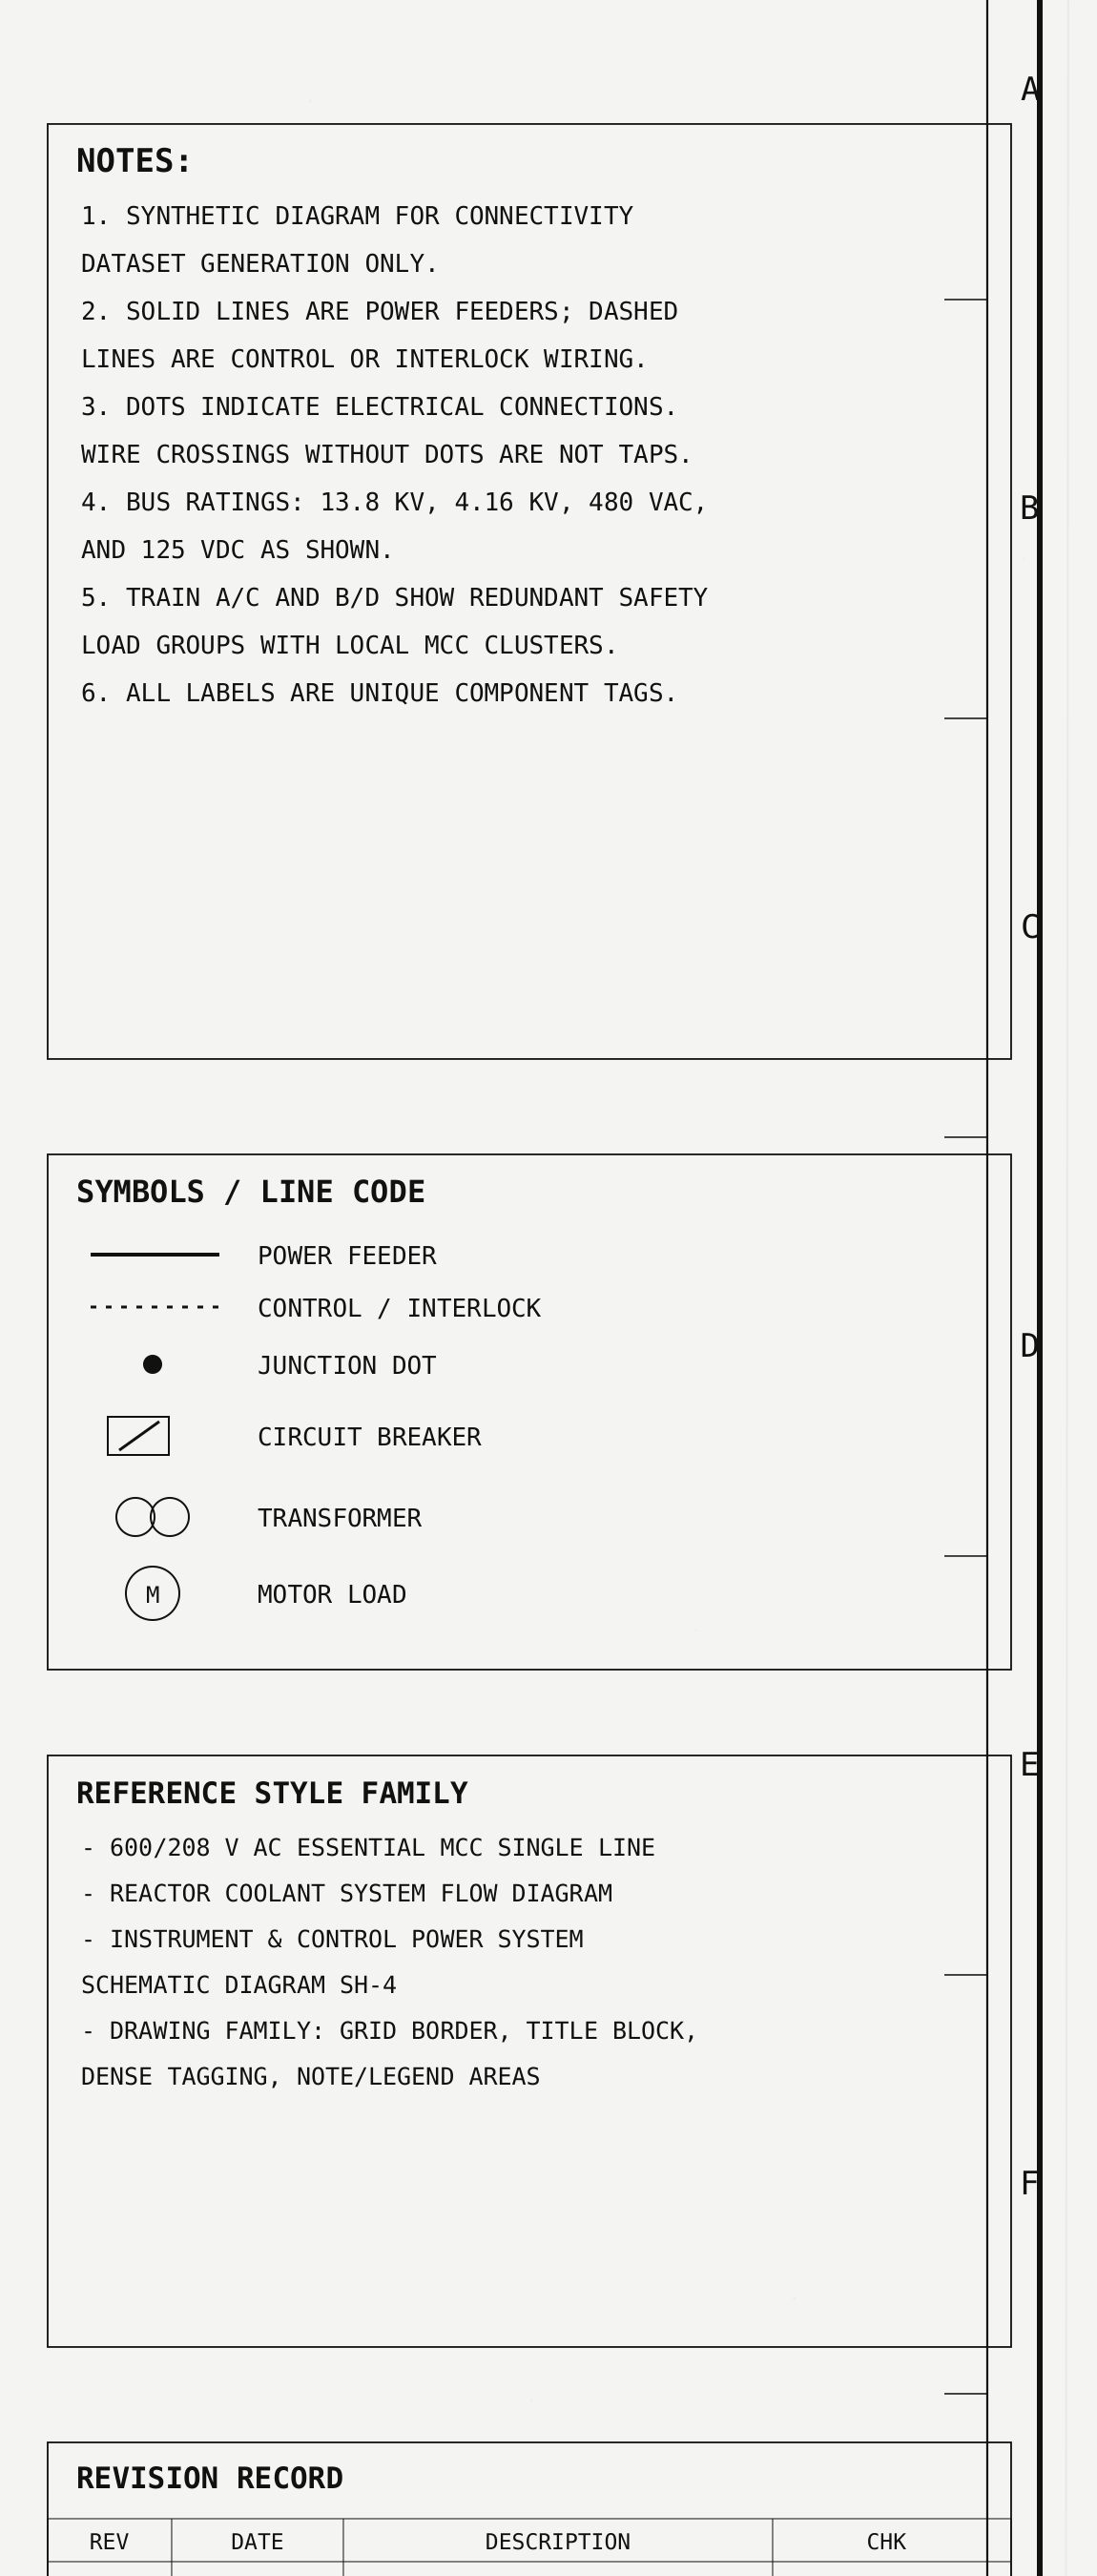 A
NOTES:
1. SYNTHETIC DIAGRAM FOR CONNECTIVITY
DATASET GENERATION ONLY.
2. SOLID LINES ARE POWER FEEDERS; DASHED
LINES ARE CONTROL OR INTERLOCK WIRING.
3. DOTS INDICATE ELECTRICAL CONNECTIONS.
WIRE CROSSINGS WITHOUT DOTS ARE NOT TAPS.
4. BUS RATINGS: 13.8 KV, 4.16 KV, 480 VAC,
B
AND 125 VDC AS SHOWN.
5. TRAIN A/C AND B/D SHOW REDUNDANT SAFETY
LOAD GROUPS WITH LOCAL MCC CLUSTERS.
6. ALL LABELS ARE UNIQUE COMPONENT TAGS.
C
SYMBOLS / LINE CODE
POWER FEEDER
CONTROL / INTERLOCK
D
JUNCTION DOT
CIRCUIT BREAKER
TRANSFORMER
M MOTOR LOAD
E
REFERENCE STYLE FAMILY
- 600/208 V AC ESSENTIAL MCC SINGLE LINE
- REACTOR COOLANT SYSTEM FLOW DIAGRAM
- INSTRUMENT & CONTROL POWER SYSTEM
SCHEMATIC DIAGRAM SH-4
- DRAWING FAMILY: GRID BORDER, TITLE BLOCK,
DENSE TAGGING, NOTE/LEGEND AREAS
F
REVISION RECORD
REV DATE DESCRIPTION CHK